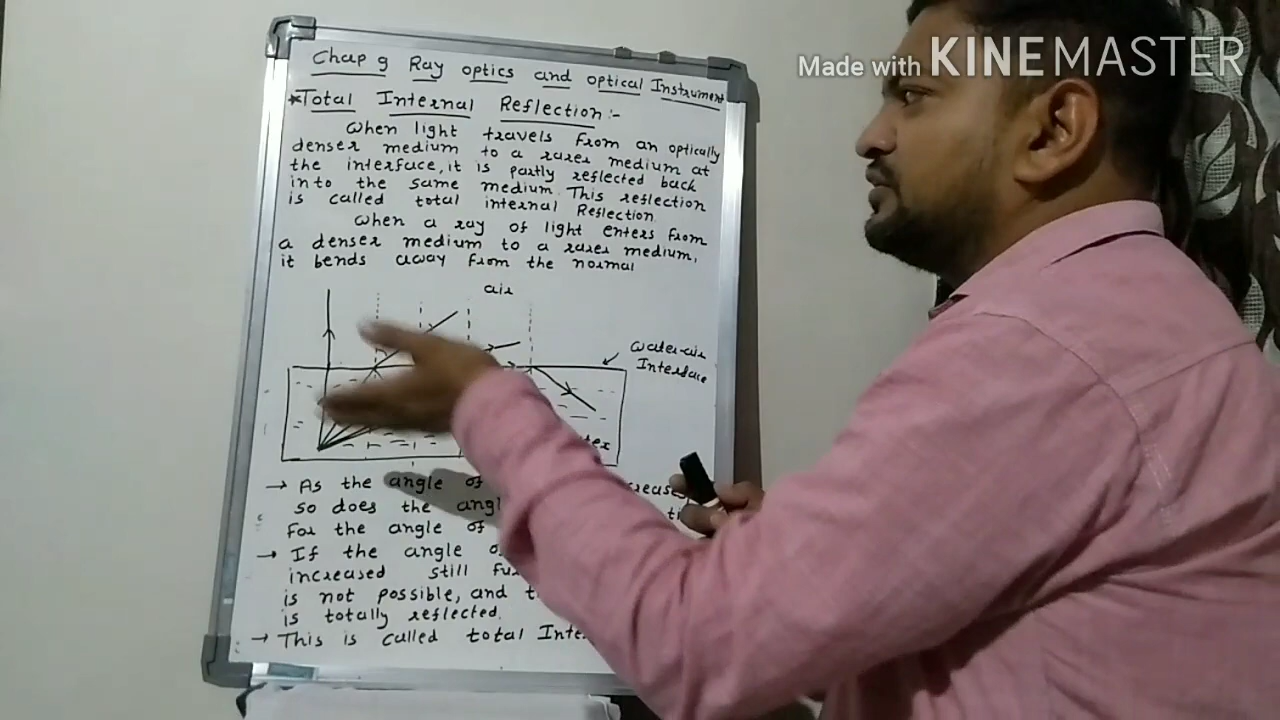 Made with KINEMASTER
Chap 9 Ray optics and optical Instrument
*Total Internal Reflection :-
When light travels from an optically
denser medium to a rarer medium at
the interface, it is partly reflected back
into the same medium. This reflection
is called total internal Reflection
When a ray of light enters from
a denser medium to a rarer medium,
it bends away from the normal
air
water-air
Interface
→ As the angle of
so does the
for the angle of
→ If the angle
increased still
is not possible, and
is totally reflected.
→ This is called total